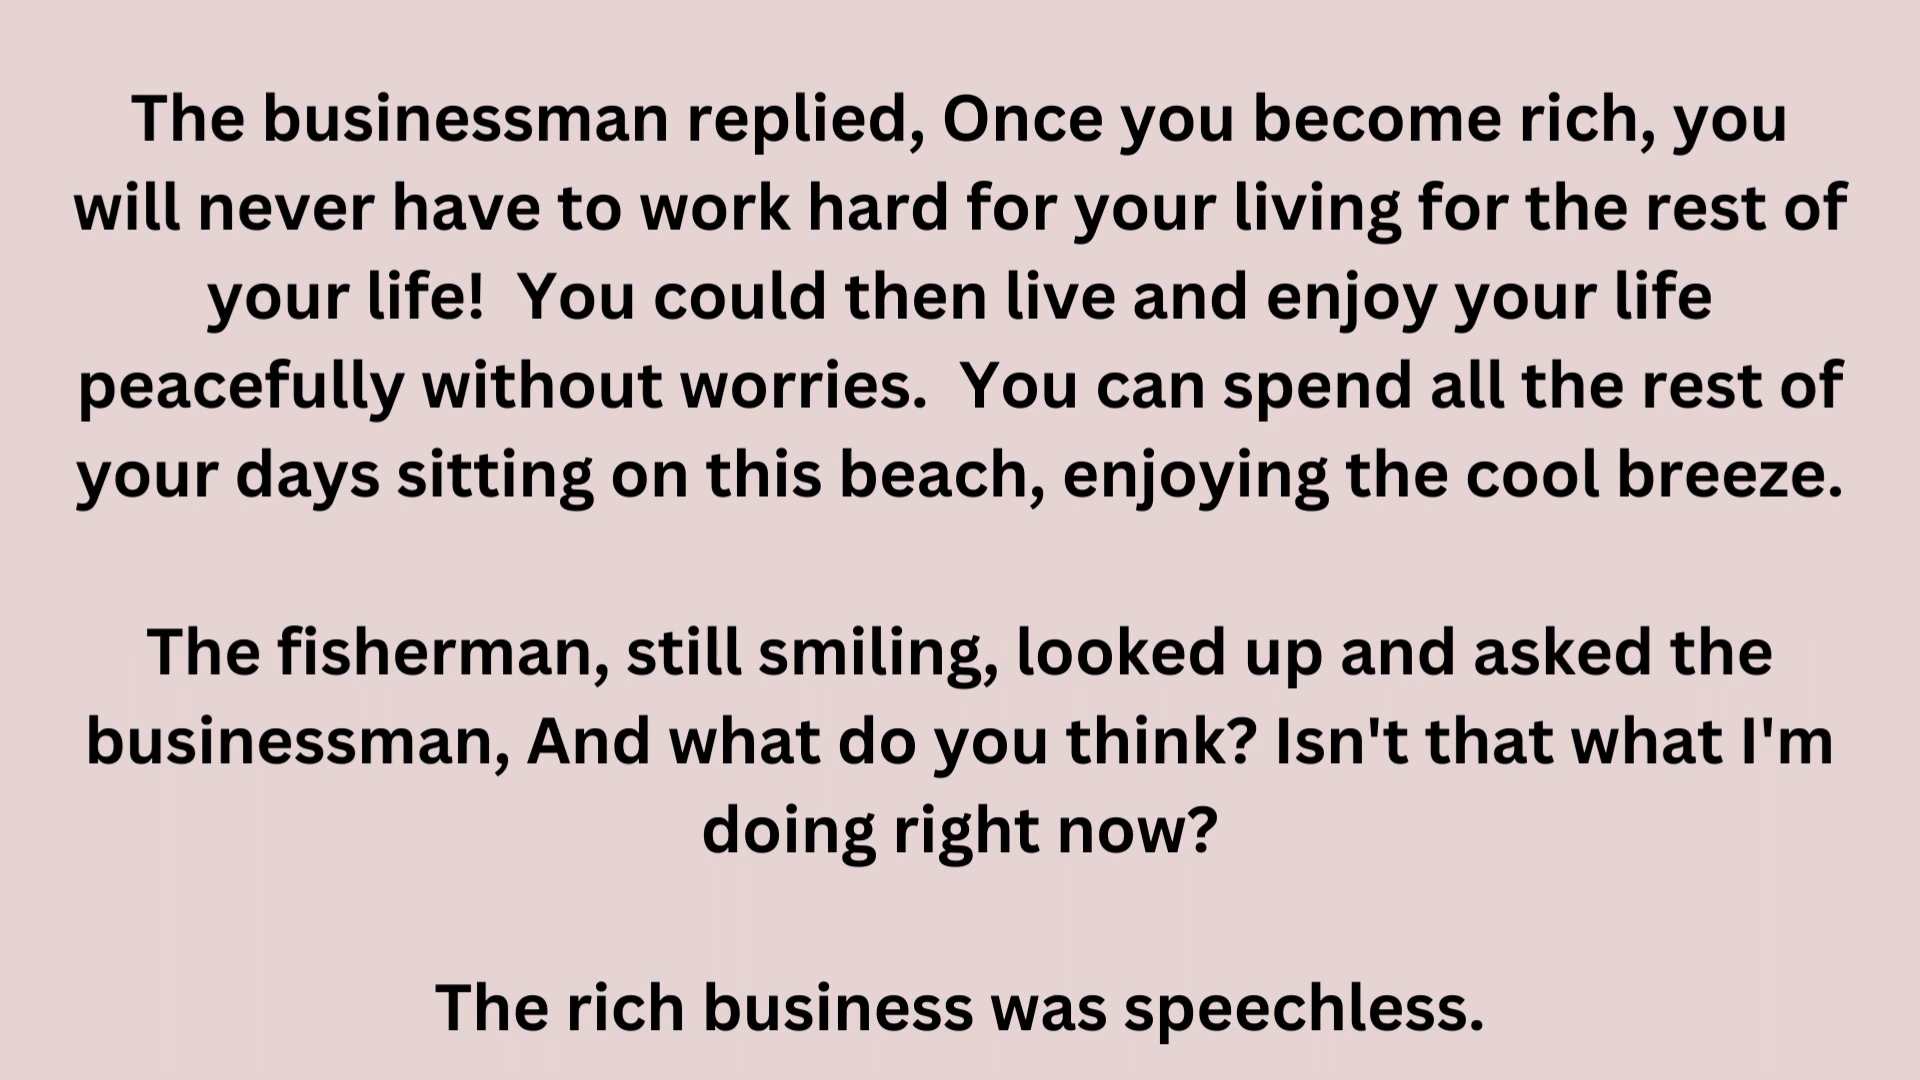 The businessman replied, Once you become rich, you
will never have to work hard for your living for the rest of
your life!  You could then live and enjoy your life
peacefully without worries.  You can spend all the rest of
your days sitting on this beach, enjoying the cool breeze.
The fisherman, still smiling, looked up and asked the
businessman, And what do you think? Isn't that what I'm
doing right now?
The rich business was speechless.